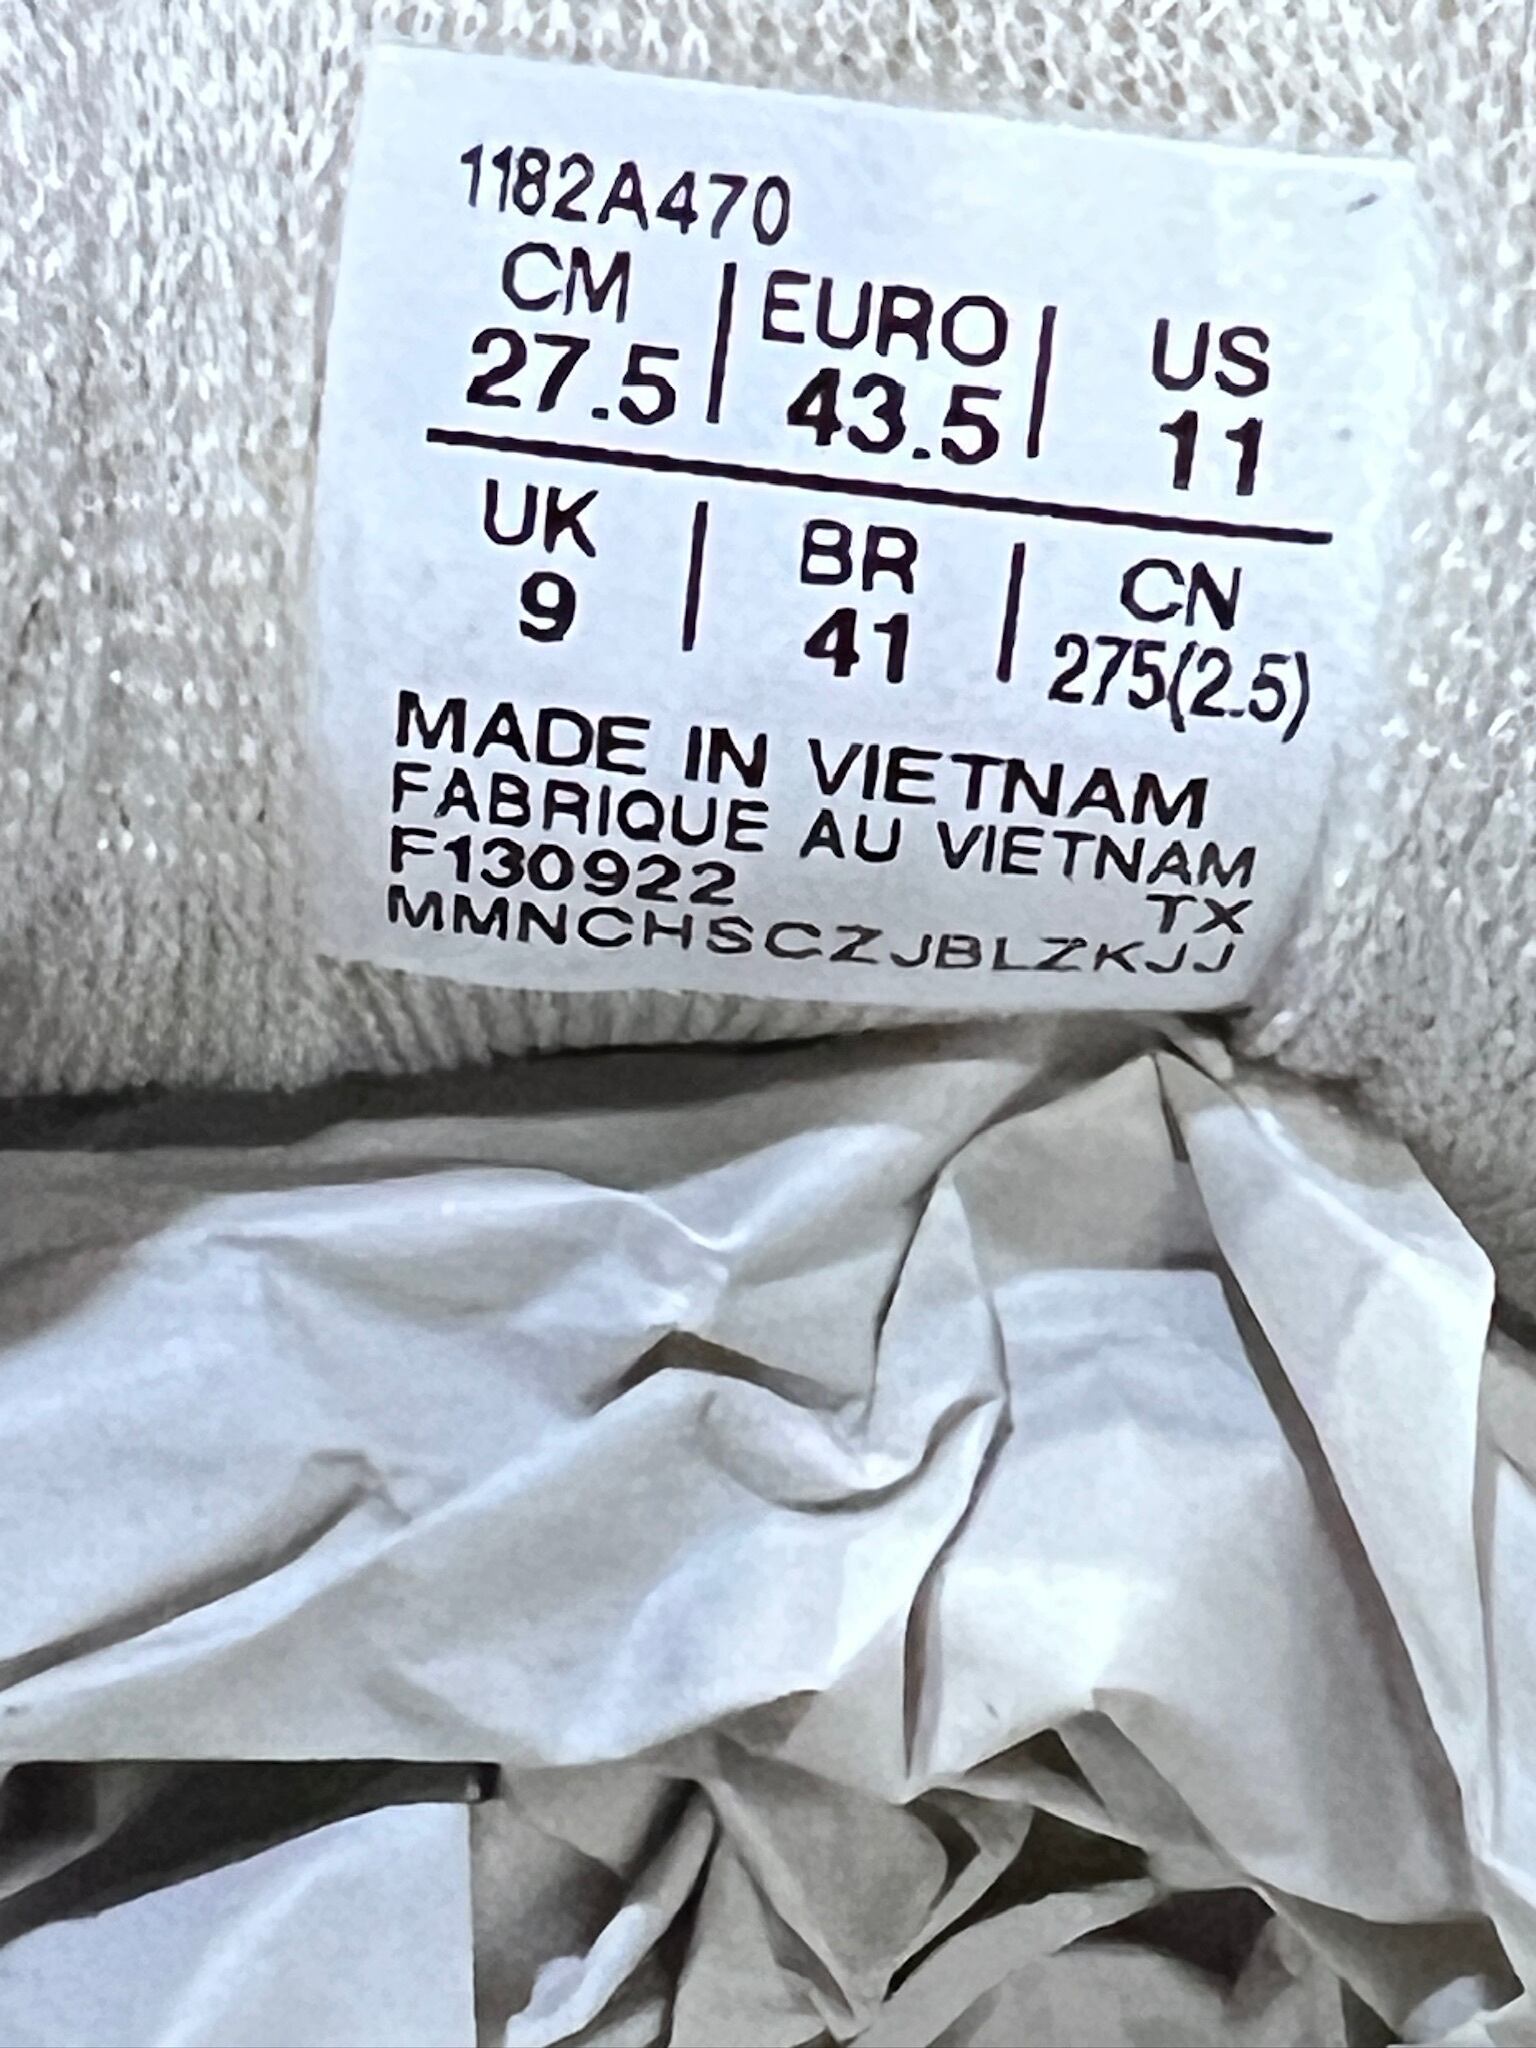 1182A470
CM | EURO | US
27.5 | 43.5 | 11
UK | BR | CN
9 | 41 | 275(2.5)
MADE IN VIETNAM
FABRIQUE AU VIETNAM
F130922 TX
MMNCHSCZJBLZKJJ